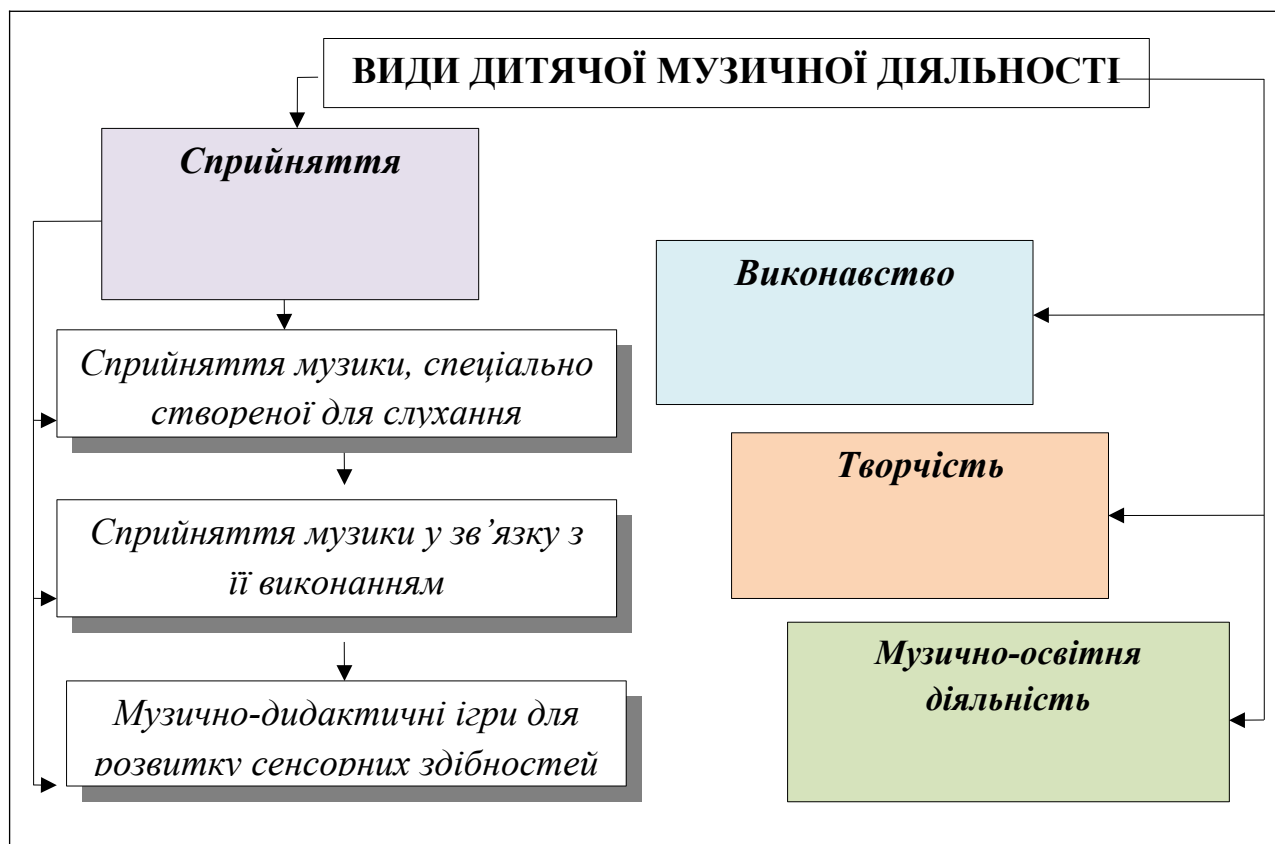 ВИДИ ДИТЯЧОЇ МУЗИЧНОЇ ДІЯЛЬНОСТІ
Сприйняття
Сприйняття музики, спеціально
створеної для слухання
Сприйняття музики у зв’язку з
її виконанням
Музично-дидактичні ігри для
розвитку сенсорних здібностей
Виконавство
Творчість
Музично-освітня
діяльність